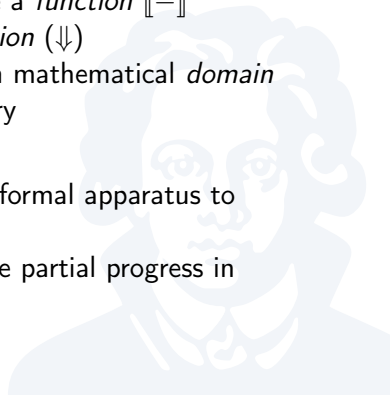 a function ⟦−⟧
ion (⇓)
mathematical domain
ry
formal apparatus to
e partial progress in